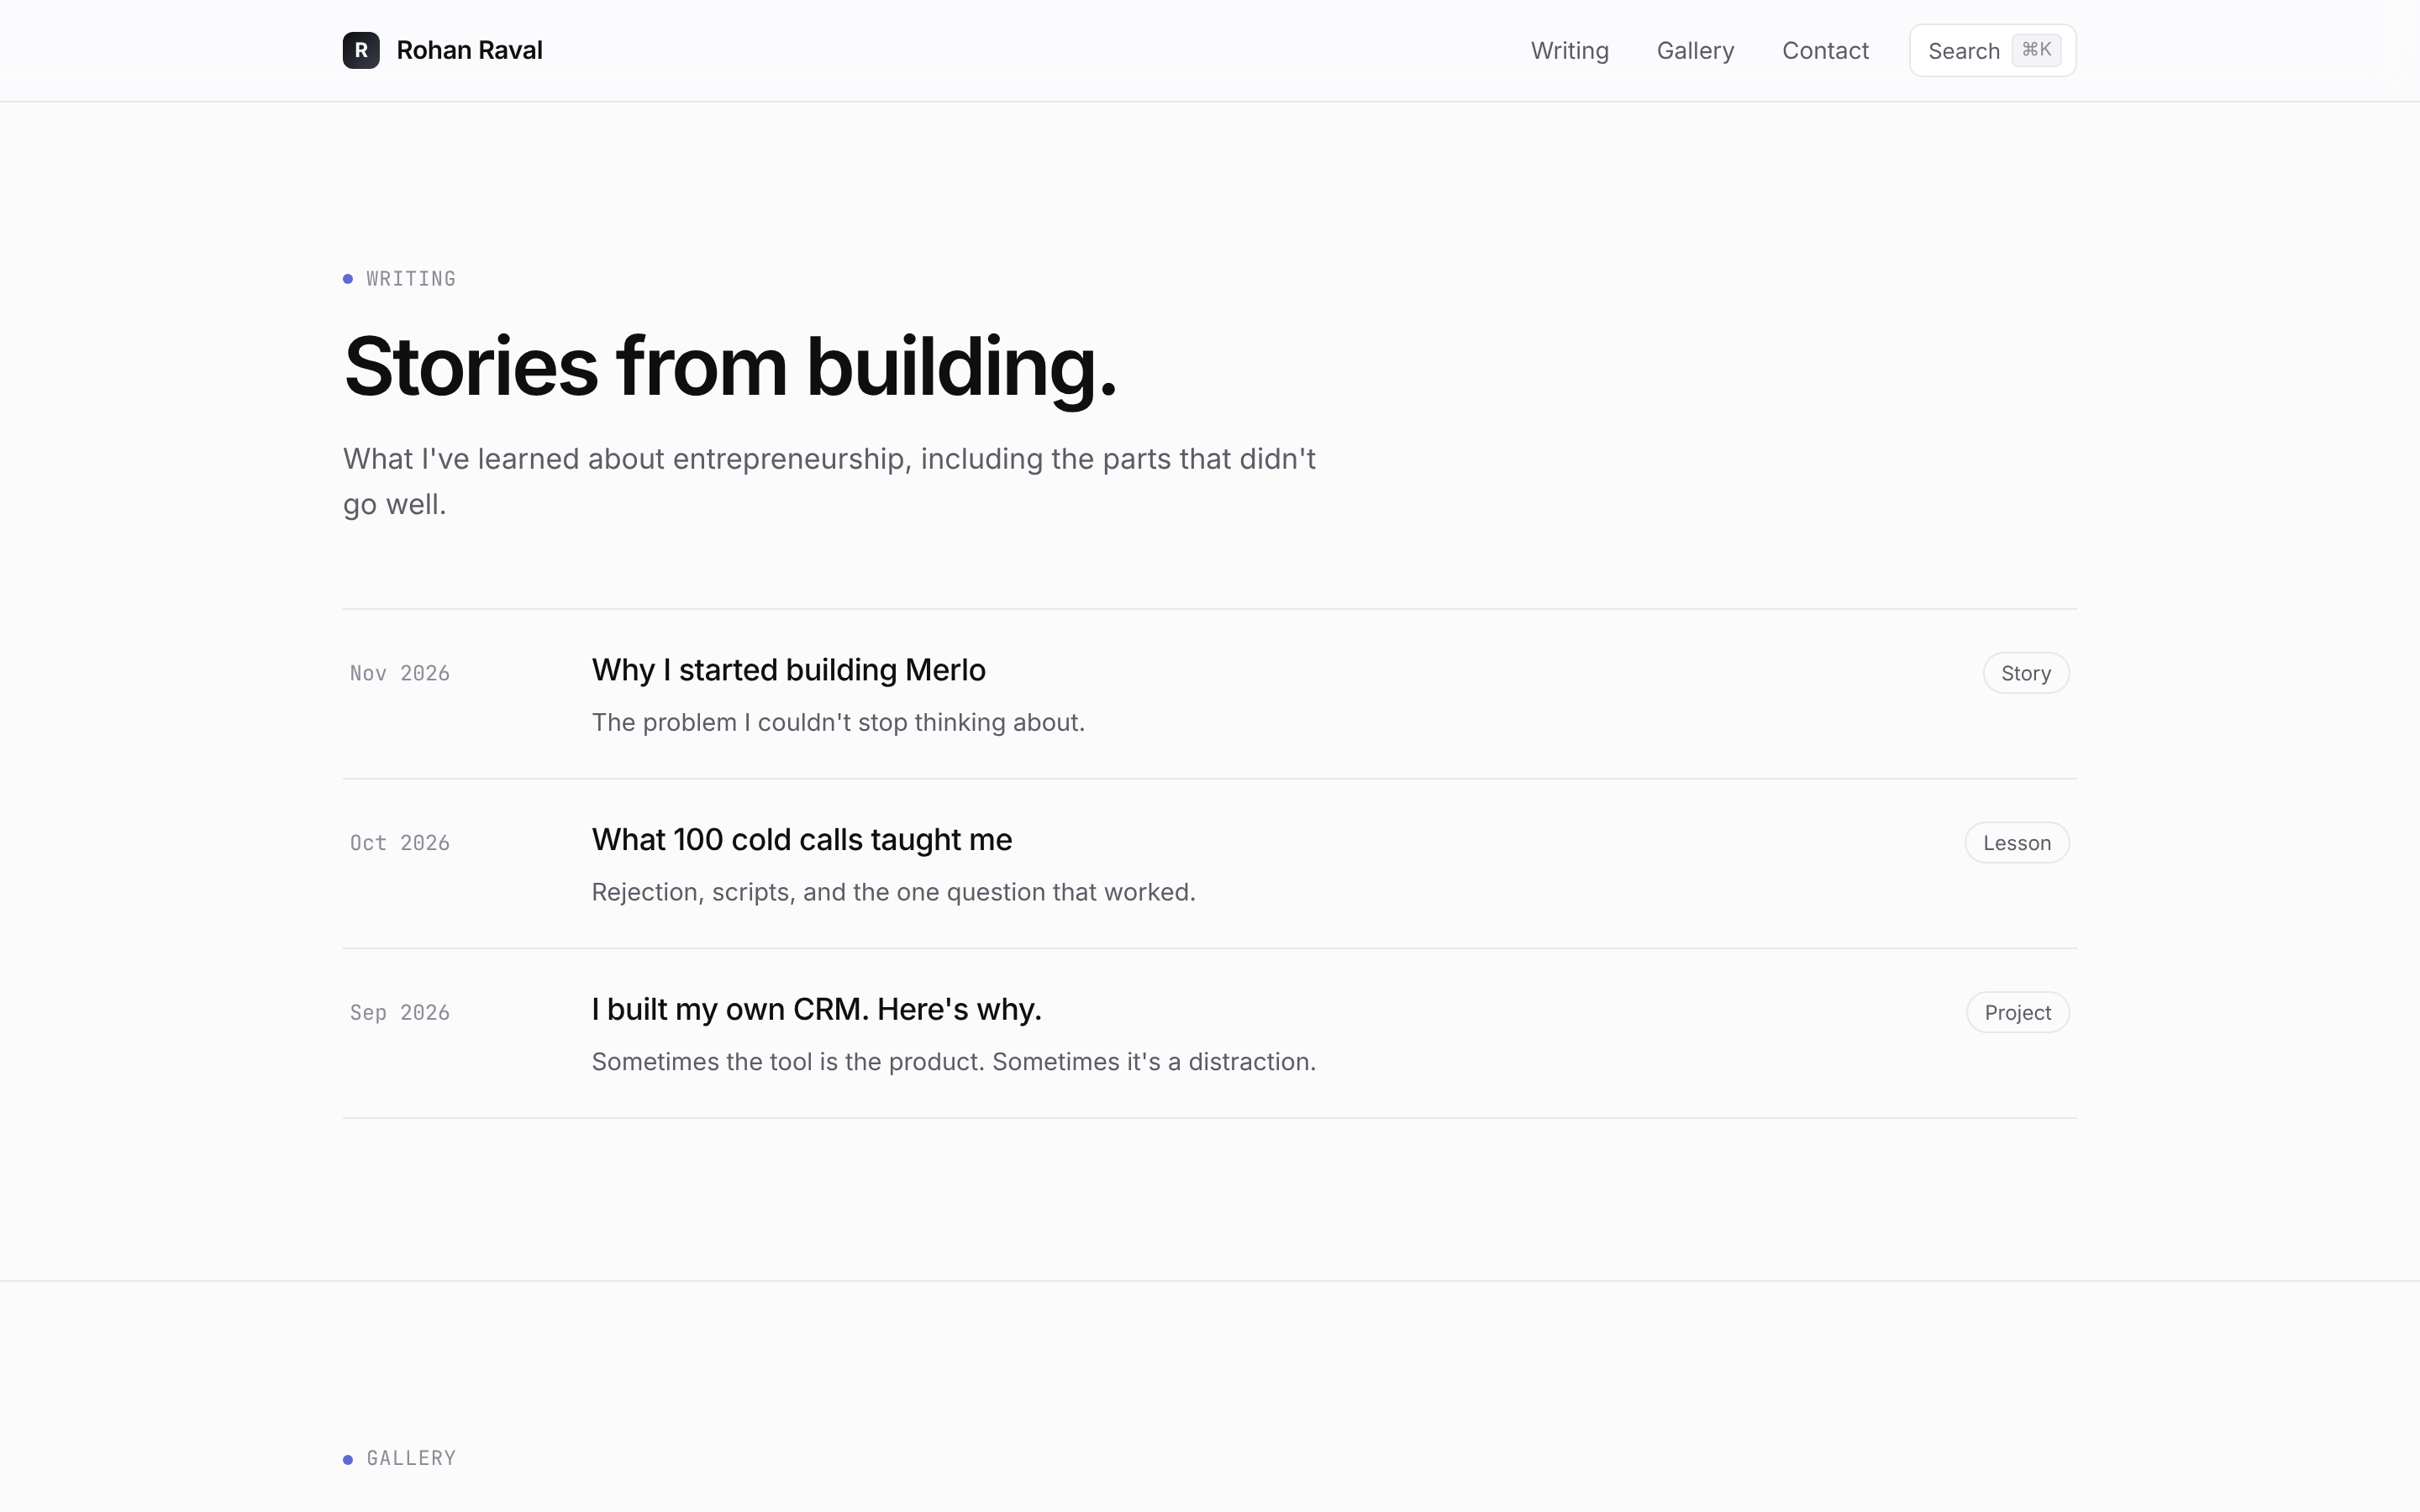 R Rohan Raval
Writing Gallery Contact Search ⌘K
WRITING
Stories from building.
What I've learned about entrepreneurship, including the parts that didn't
go well.
Nov 2026 Why I started building Merlo Story
The problem I couldn't stop thinking about.
Oct 2026 What 100 cold calls taught me Lesson
Rejection, scripts, and the one question that worked.
Sep 2026 I built my own CRM. Here's why. Project
Sometimes the tool is the product. Sometimes it's a distraction.
GALLERY